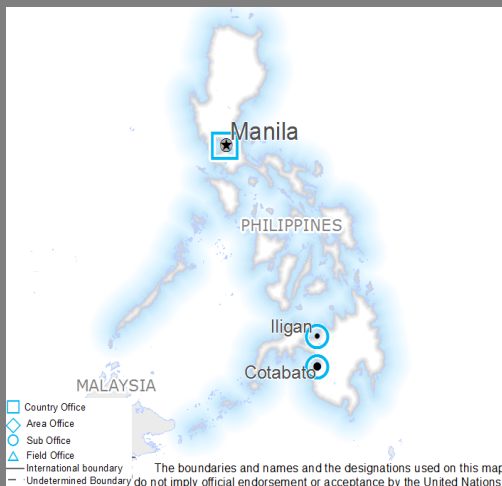 Manila
PHILIPPINES
Iligan
Cotabato
MALAYSIA
Country Office
Area Office
Sub Office
Field Office
International boundary
Undetermined Boundary
The boundaries and names and the designations used on this map
do not imply official endorsement or acceptance by the United Nations